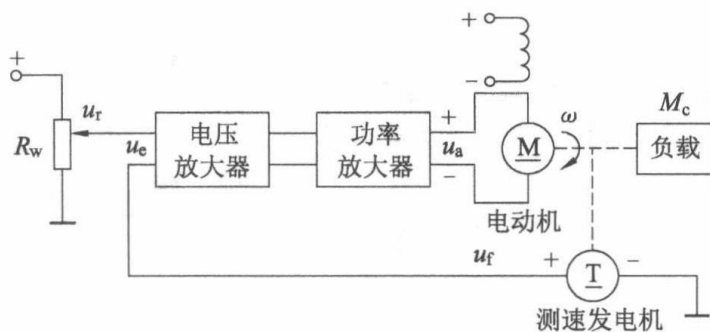 +
+
−
u_r
R_w
u_e
电压
放大器
功率
放大器
+
u_a
−
M
ω
M_c
负载
电动机
u_f
+
T
−
测速发电机